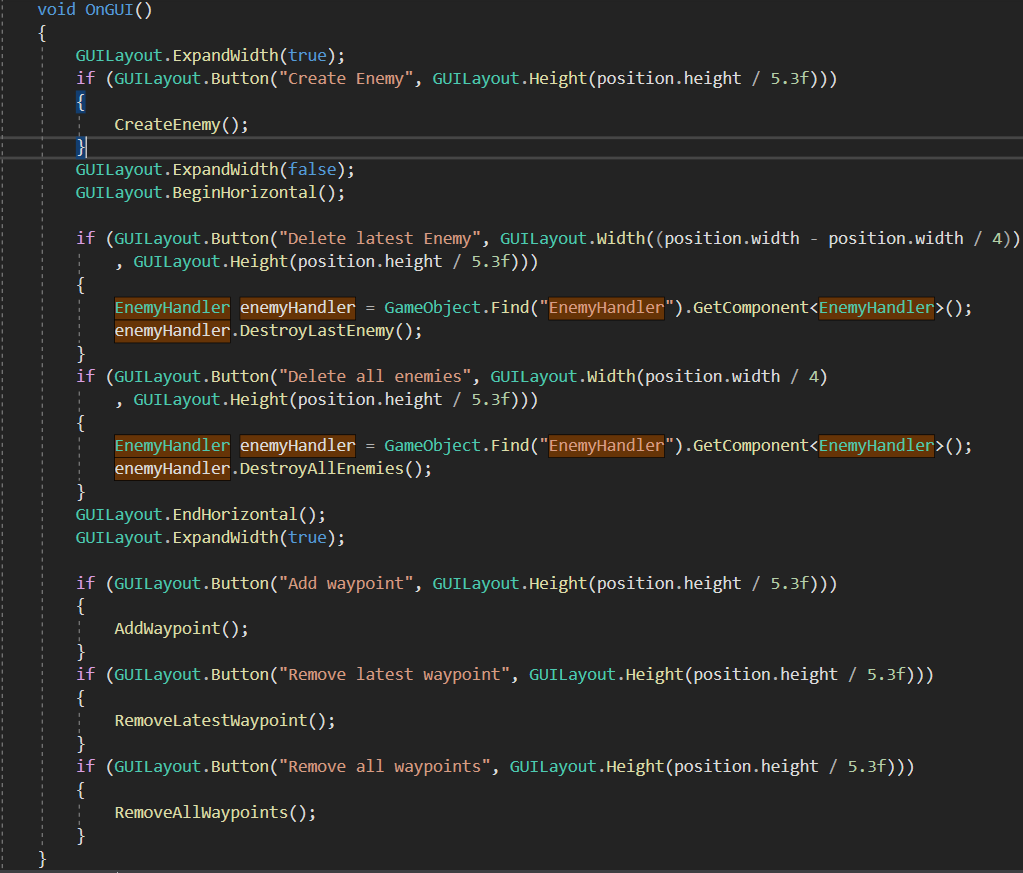 void OnGUI()
{
    GUILayout.ExpandWidth(true);
    if (GUILayout.Button("Create Enemy", GUILayout.Height(position.height / 5.3f)))
    {
        CreateEnemy();
    }
    GUILayout.ExpandWidth(false);
    GUILayout.BeginHorizontal();

    if (GUILayout.Button("Delete latest Enemy", GUILayout.Width((position.width - position.width / 4))
        , GUILayout.Height(position.height / 5.3f)))
    {
        EnemyHandler enemyHandler = GameObject.Find("EnemyHandler").GetComponent<EnemyHandler>();
        enemyHandler.DestroyLastEnemy();
    }
    if (GUILayout.Button("Delete all enemies", GUILayout.Width(position.width / 4)
        , GUILayout.Height(position.height / 5.3f)))
    {
        EnemyHandler enemyHandler = GameObject.Find("EnemyHandler").GetComponent<EnemyHandler>();
        enemyHandler.DestroyAllEnemies();
    }
    GUILayout.EndHorizontal();
    GUILayout.ExpandWidth(true);

    if (GUILayout.Button("Add waypoint", GUILayout.Height(position.height / 5.3f)))
    {
        AddWaypoint();
    }
    if (GUILayout.Button("Remove latest waypoint", GUILayout.Height(position.height / 5.3f)))
    {
        RemoveLatestWaypoint();
    }
    if (GUILayout.Button("Remove all waypoints", GUILayout.Height(position.height / 5.3f)))
    {
        RemoveAllWaypoints();
    }
}